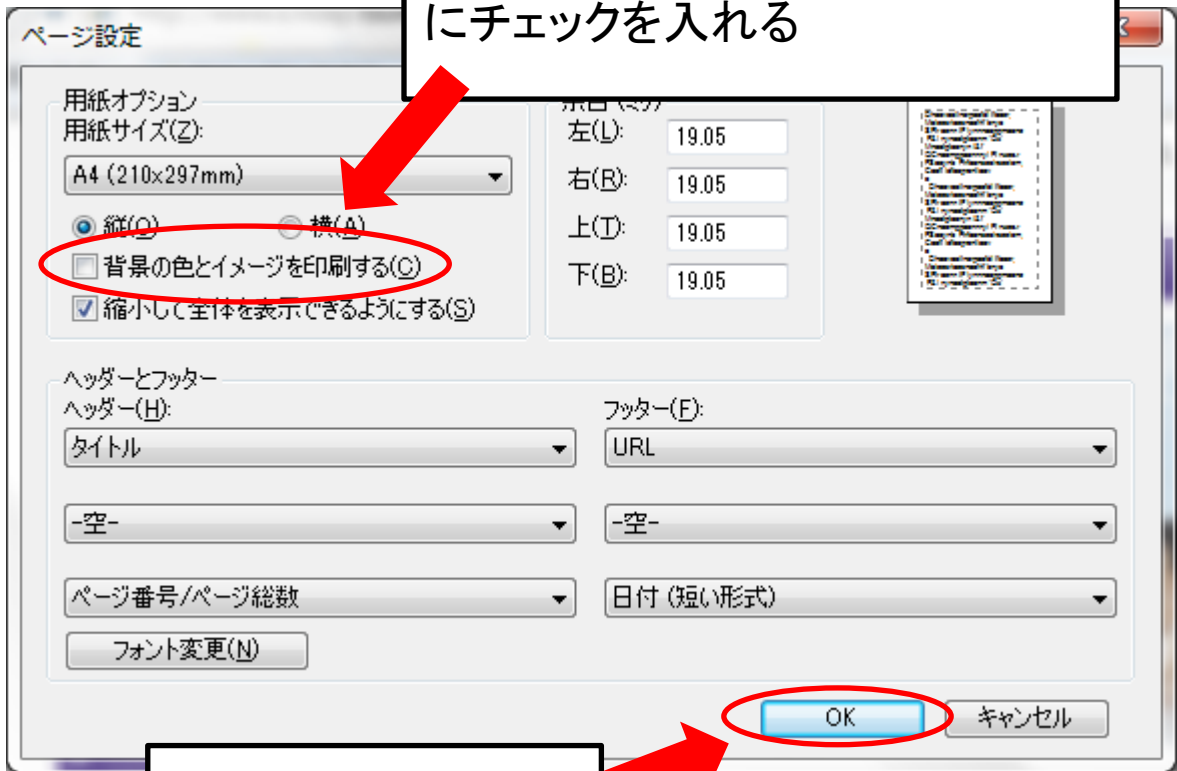 にチェックを入れる
ページ設定
用紙オプション
用紙サイズ(Z):
A4 (210x297mm)
縦(O)
横(A)
背景の色とイメージを印刷する(C)
縮小して全体を表示できるようにする(S)
左(L):
19.05
右(R):
19.05
上(T):
19.05
下(B):
19.05
ヘッダーとフッター
ヘッダー(H):
フッター(F):
タイトル
URL
-空-
-空-
ページ番号/ページ総数
日付 (短い形式)
フォント変更(N)
OK
キャンセル